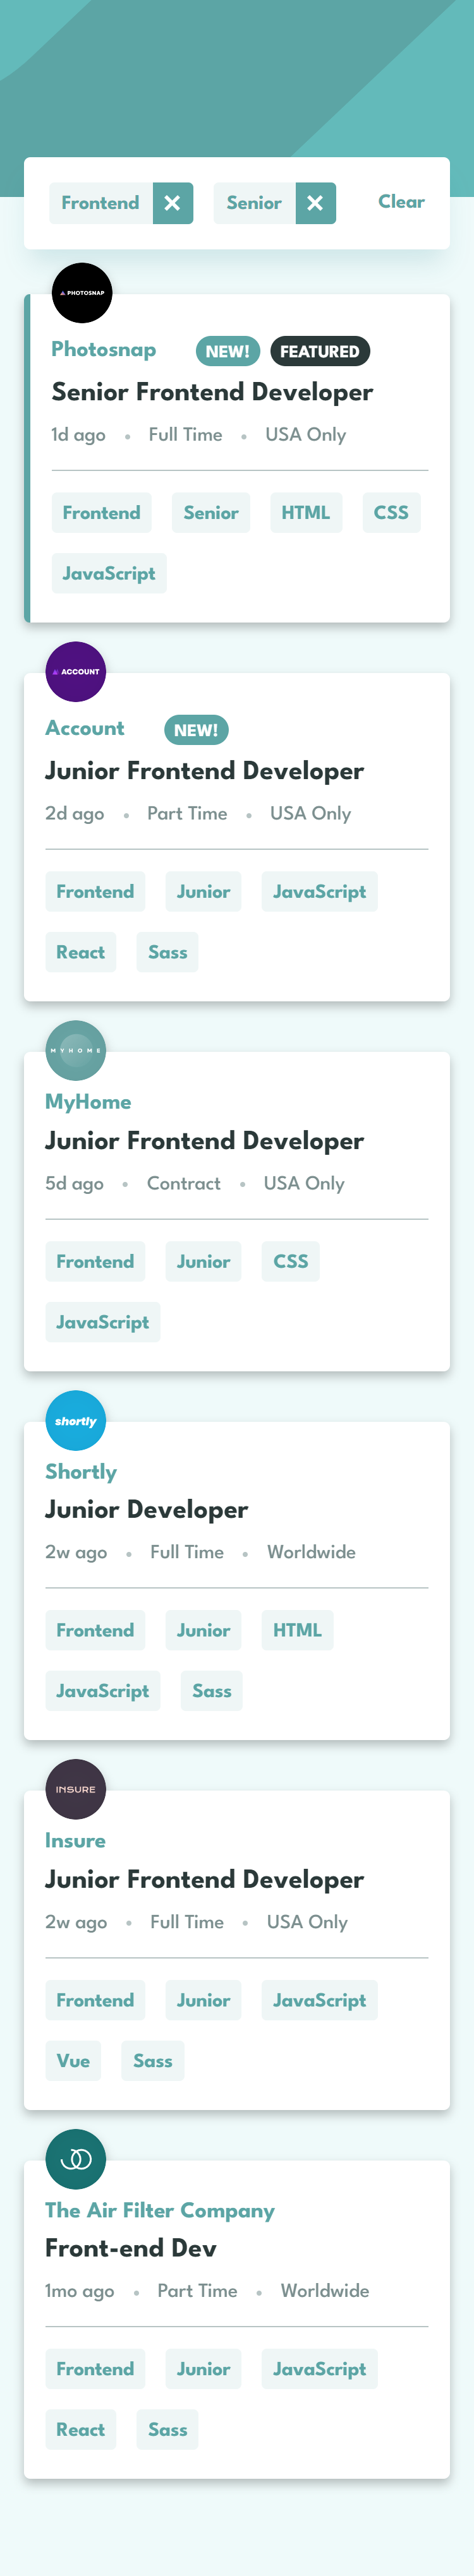 Frontend ✕ Senior ✕ Clear
PHOTOSNAP
Photosnap NEW! FEATURED
Senior Frontend Developer
1d ago • Full Time • USA Only
Frontend Senior HTML CSS
JavaScript
ACCOUNT
Account NEW!
Junior Frontend Developer
2d ago • Part Time • USA Only
Frontend Junior JavaScript
React Sass
MYHOME
MyHome
Junior Frontend Developer
5d ago • Contract • USA Only
Frontend Junior CSS
JavaScript
shortly
Shortly
Junior Developer
2w ago • Full Time • Worldwide
Frontend Junior HTML
JavaScript Sass
INSURE
Insure
Junior Frontend Developer
2w ago • Full Time • USA Only
Frontend Junior JavaScript
Vue Sass
The Air Filter Company
Front-end Dev
1mo ago • Part Time • Worldwide
Frontend Junior JavaScript
React Sass